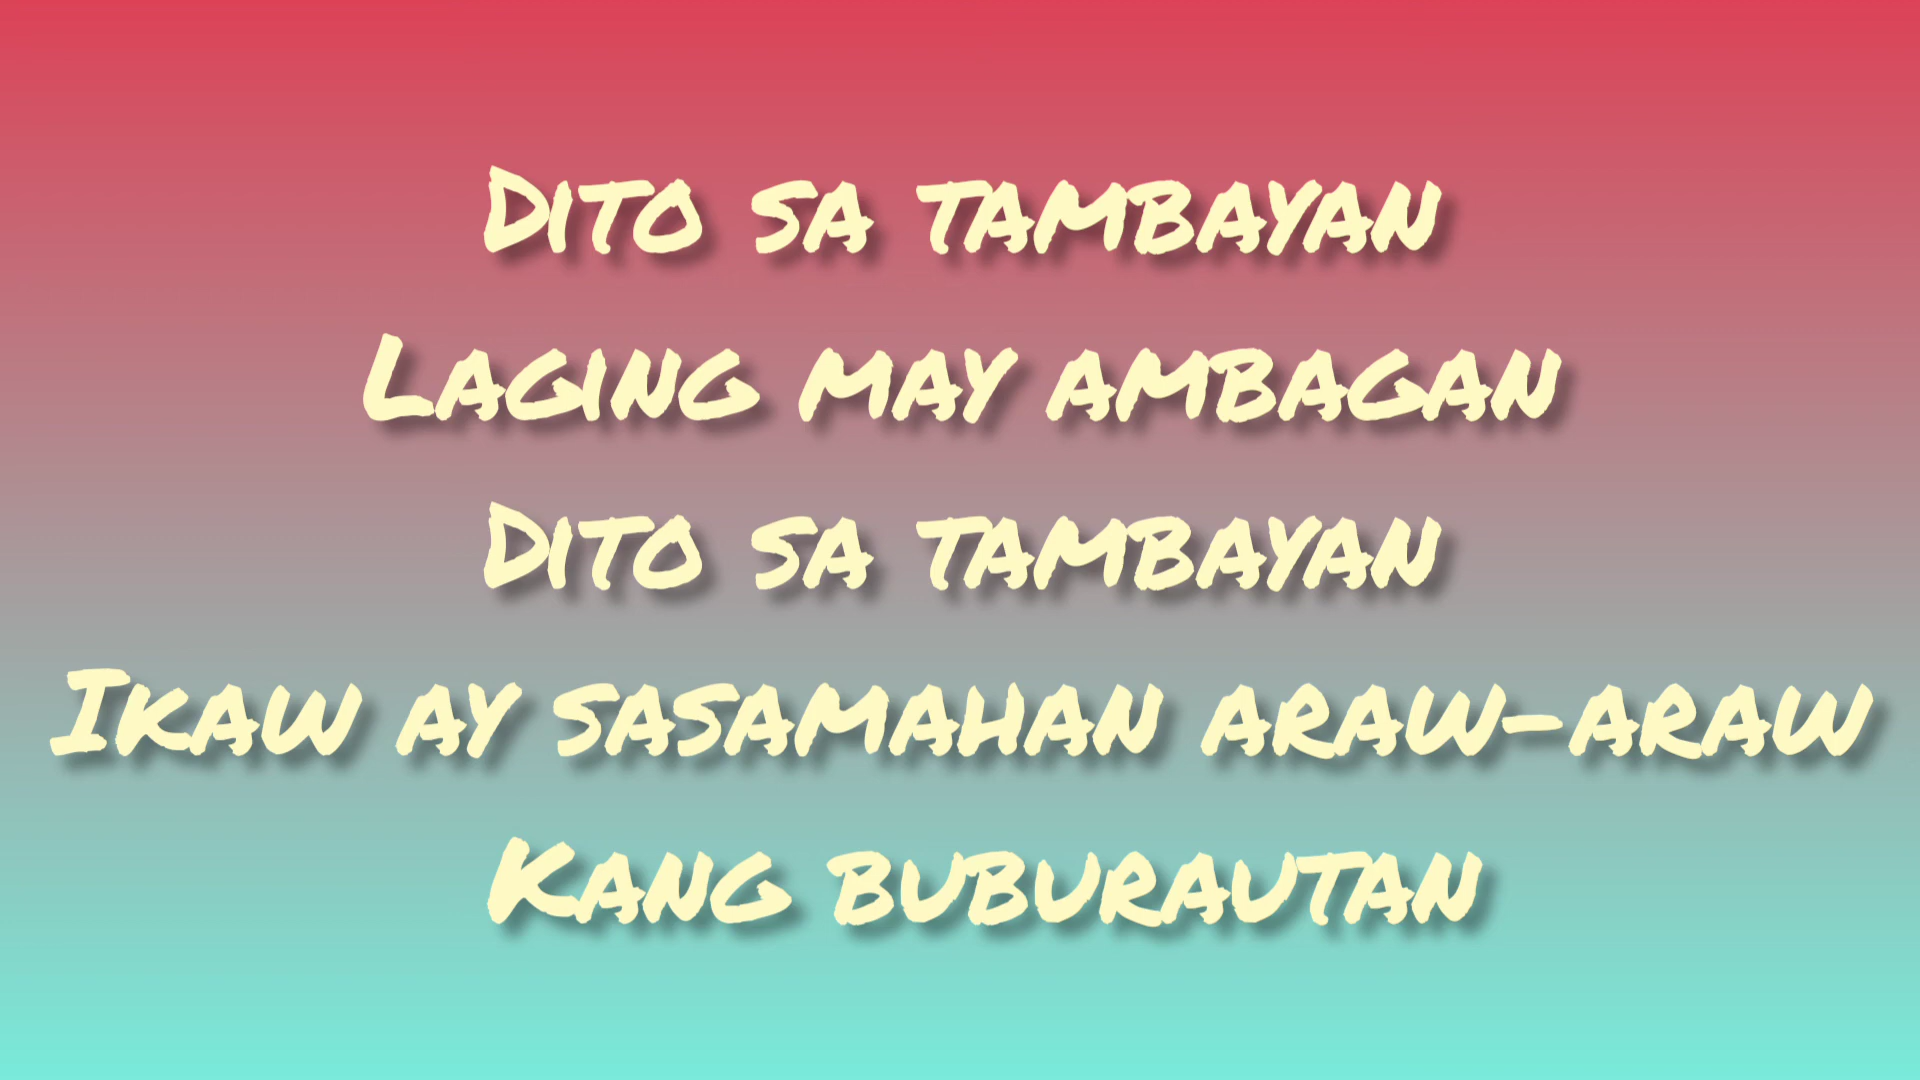 Dito sa tambayan
Laging may ambagan
Dito sa tambayan
Ikaw ay sasamahan araw-araw
Kang buburautan